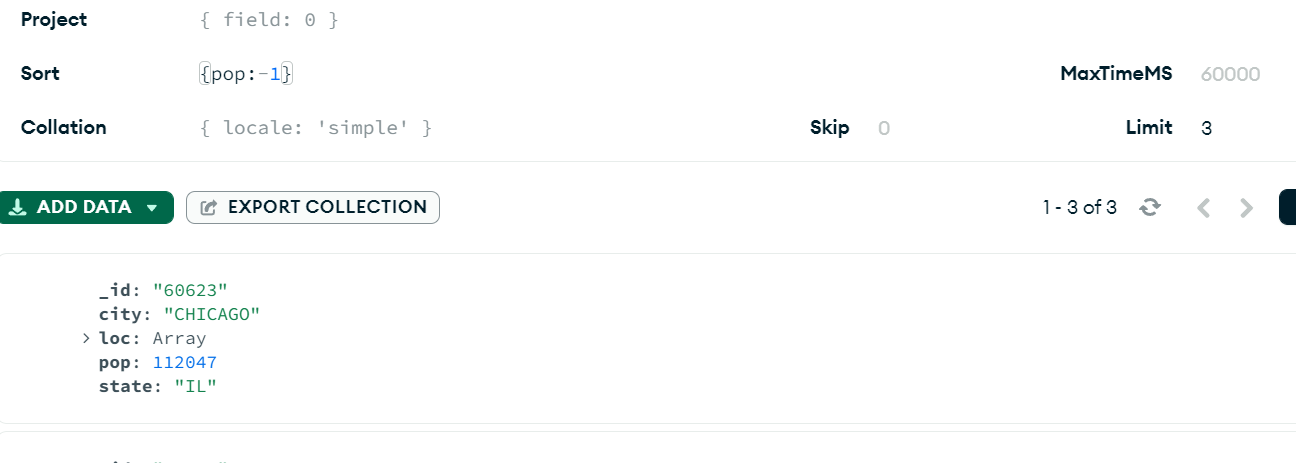 Project { field: 0 }
Sort {pop:-1} MaxTimeMS 60000
Collation { locale: 'simple' } Skip 0 Limit 3
ADD DATA EXPORT COLLECTION 1 - 3 of 3
_id: "60623"
city: "CHICAGO"
loc: Array
pop: 112047
state: "IL"